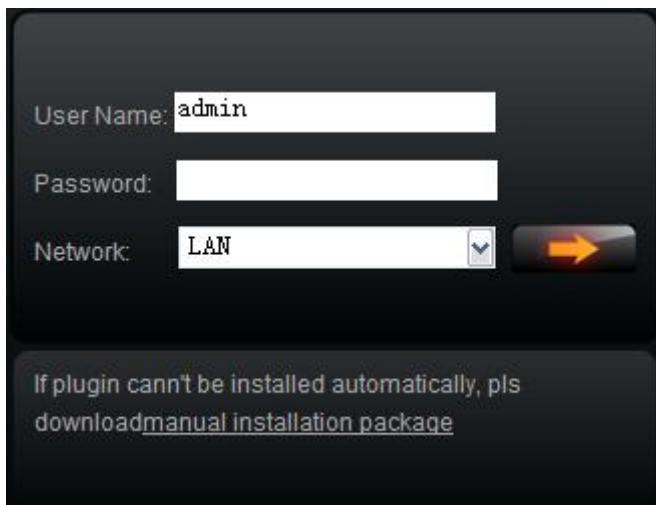 User Name: admin
Password:
Network: LAN
If plugin cann't be installed automatically, pls
downloadmanual installation package